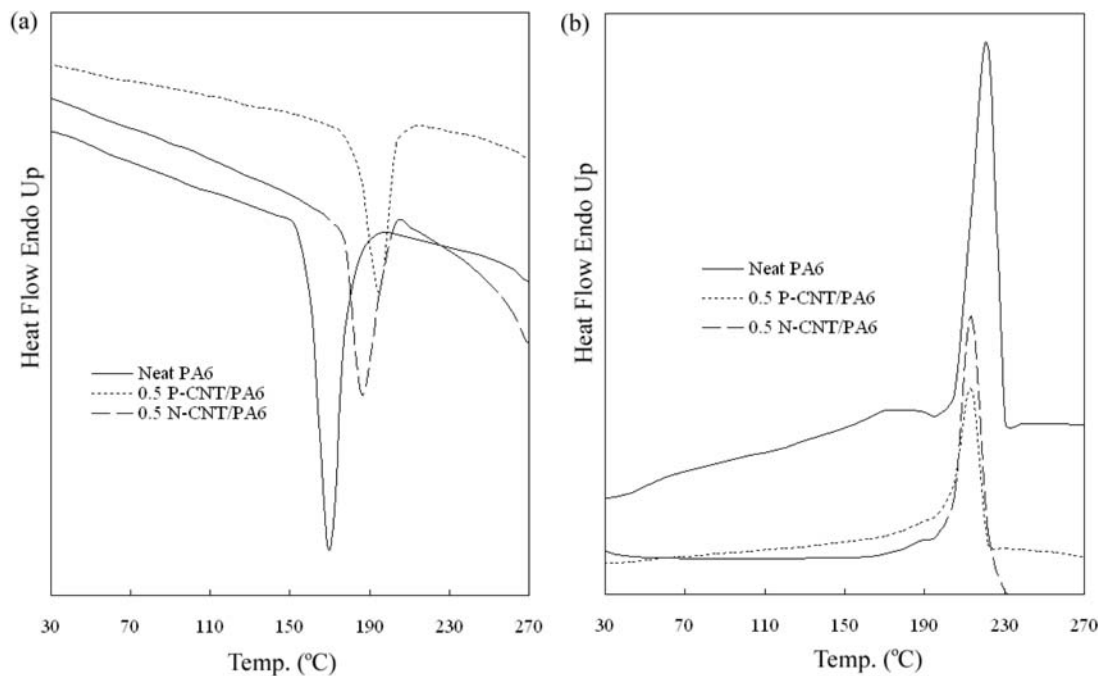 (a)
Heat Flow Endo Up
Neat PA6
0.5 P-CNT/PA6
0.5 N-CNT/PA6
30 70 110 150 190 230 270
Temp. (ºC)
(b)
Heat Flow Endo Up
Neat PA6
0.5 P-CNT/PA6
0.5 N-CNT/PA6
30 70 110 150 190 230 270
Temp. (ºC)